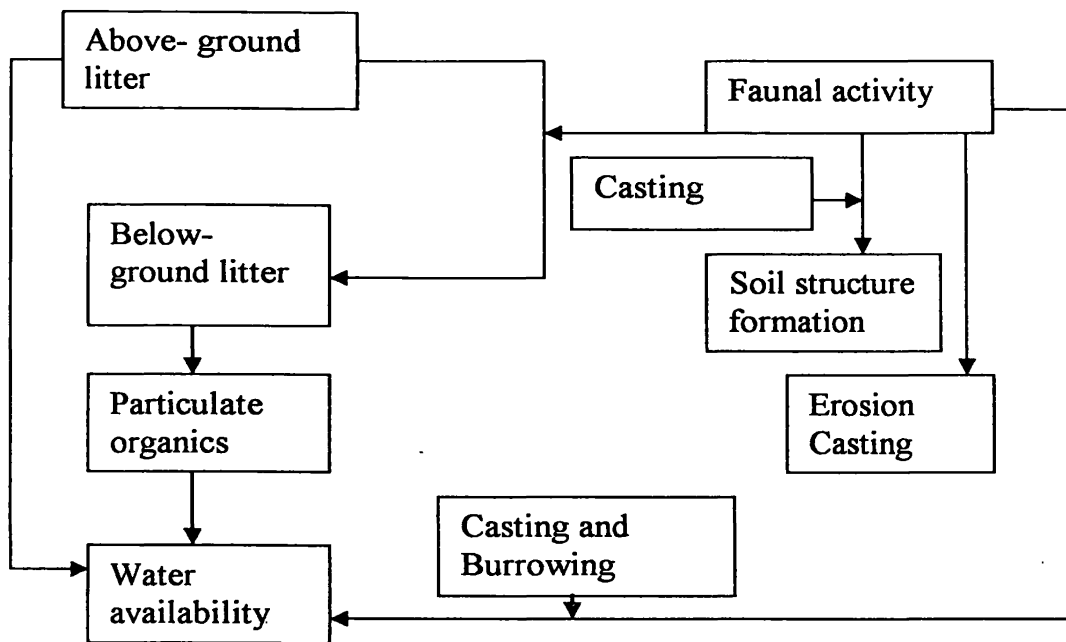 Above- ground
litter
Faunal activity
Casting
Below-
ground litter
Soil structure
formation
Particulate
organics
Erosion
Casting
Casting and
Burrowing
Water
availability